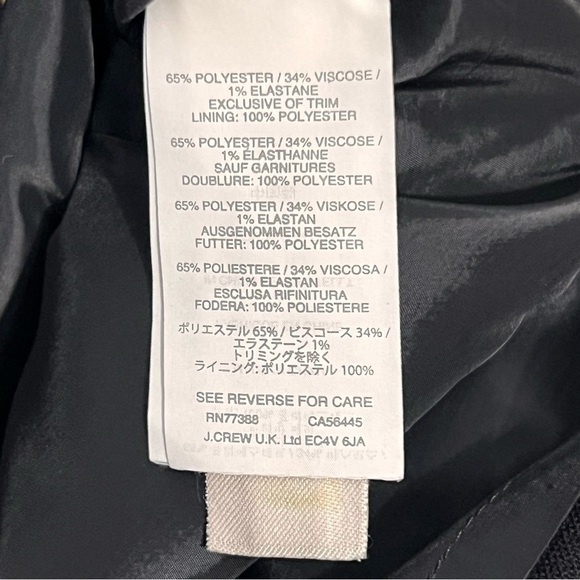 65% POLYESTER / 34% VISCOSE /
1% ELASTANE
EXCLUSIVE OF TRIM
LINING: 100% POLYESTER
65% POLYESTER / 34% VISCOSE /
1% ÉLASTHANNE
SAUF GARNITURES
DOUBLURE: 100% POLYESTER
65% POLYESTER / 34% VISKOSE /
1% ELASTAN
AUSGENOMMEN BESATZ
FUTTER: 100% POLYESTER
65% POLIESTERE / 34% VISCOSA /
1% ELASTAN
ESCLUSA RIFINITURA
FODERA: 100% POLIESTERE
ポリエステル 65% / ビスコース 34% /
エラステーン 1%
トリミングを除く
ライニング: ポリエステル 100%
SEE REVERSE FOR CARE
RN77388 CA56445
J.CREW U.K. Ltd EC4V 6JA